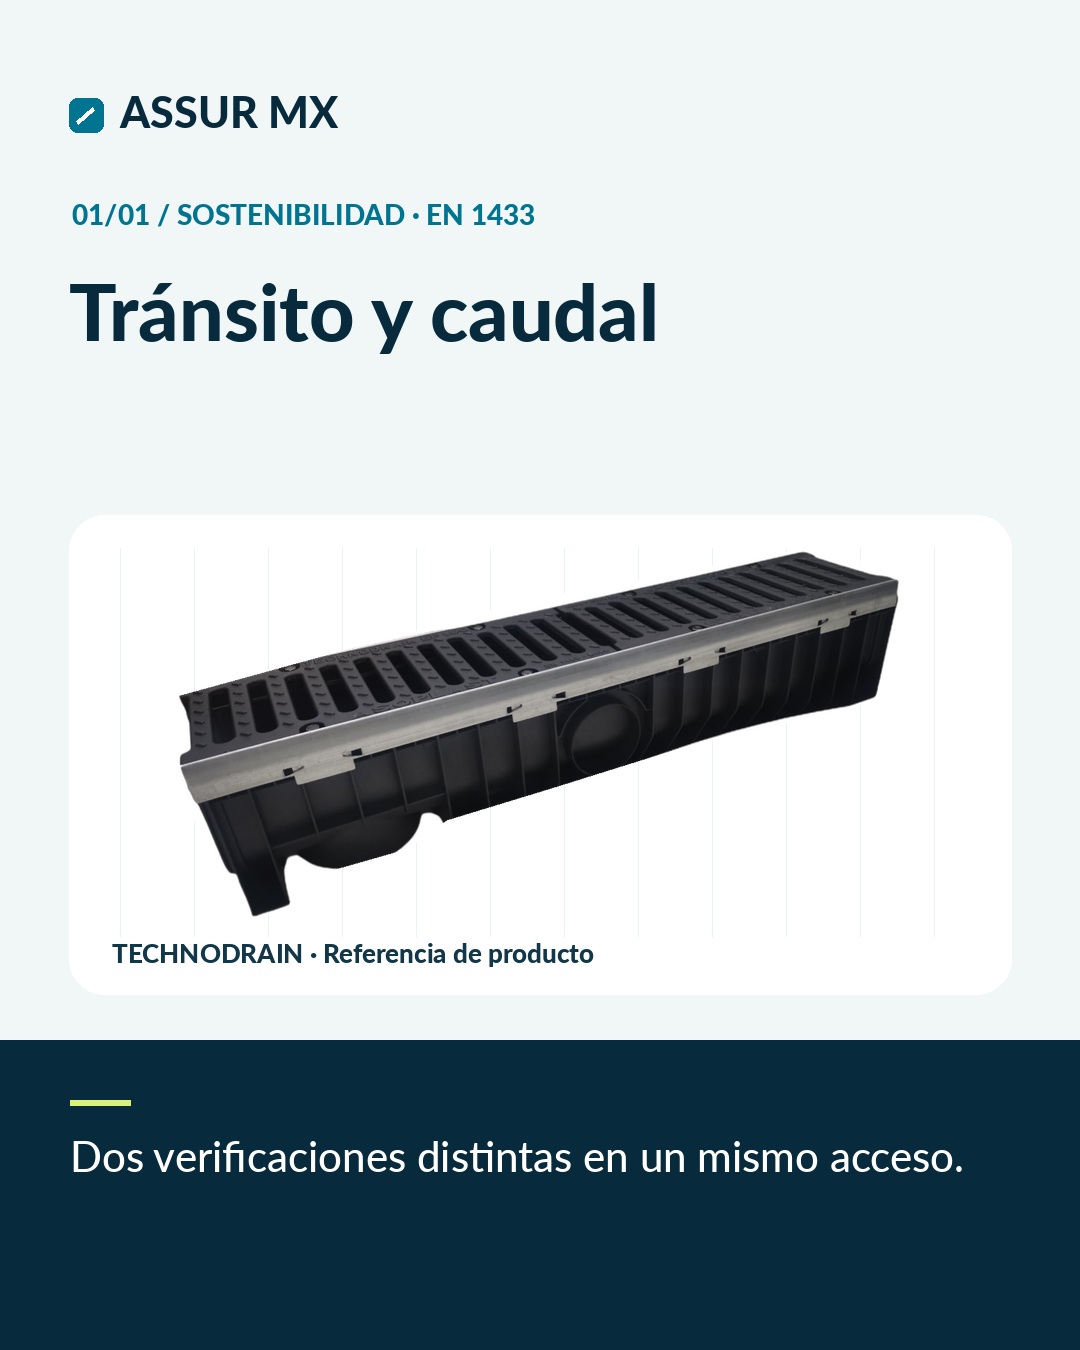 ASSUR MX
01/01 / SOSTENIBILIDAD · EN 1433
Tránsito y caudal
TECHNODRAIN · Referencia de producto
Dos verificaciones distintas en un mismo acceso.